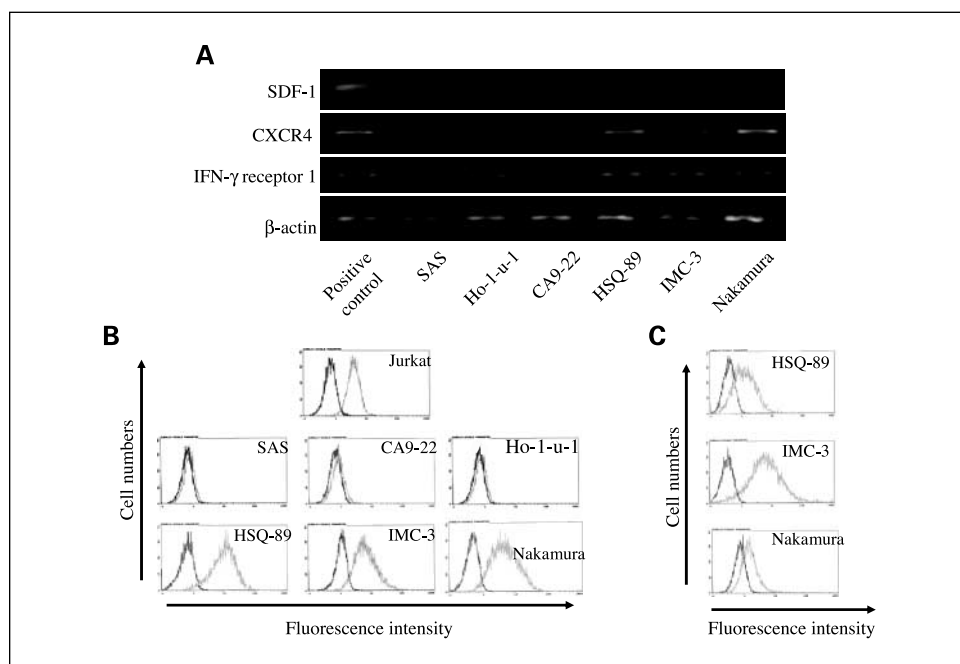 A
SDF-1
CXCR4
IFN-γ receptor 1
β-actin
Positive
control
SAS
Ho-1-u-1
CA9-22
HSQ-89
IMC-3
Nakamura
B
Cell numbers
Jurkat
SAS
CA9-22
Ho-1-u-1
HSQ-89
IMC-3
Nakamura
Fluorescence intensity
C
Cell numbers
HSQ-89
IMC-3
Nakamura
Fluorescence intensity